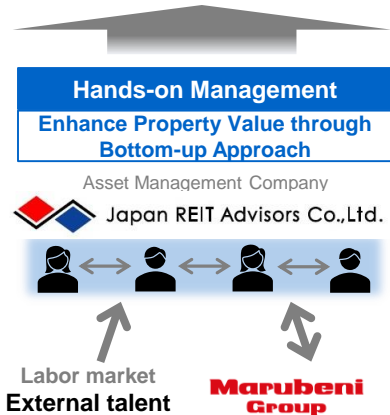 Hands-on Management
Enhance Property Value through
Bottom-up Approach
Asset Management Company
Japan REIT Advisors Co.,Ltd.
Labor market
External talent
Marubeni
Group